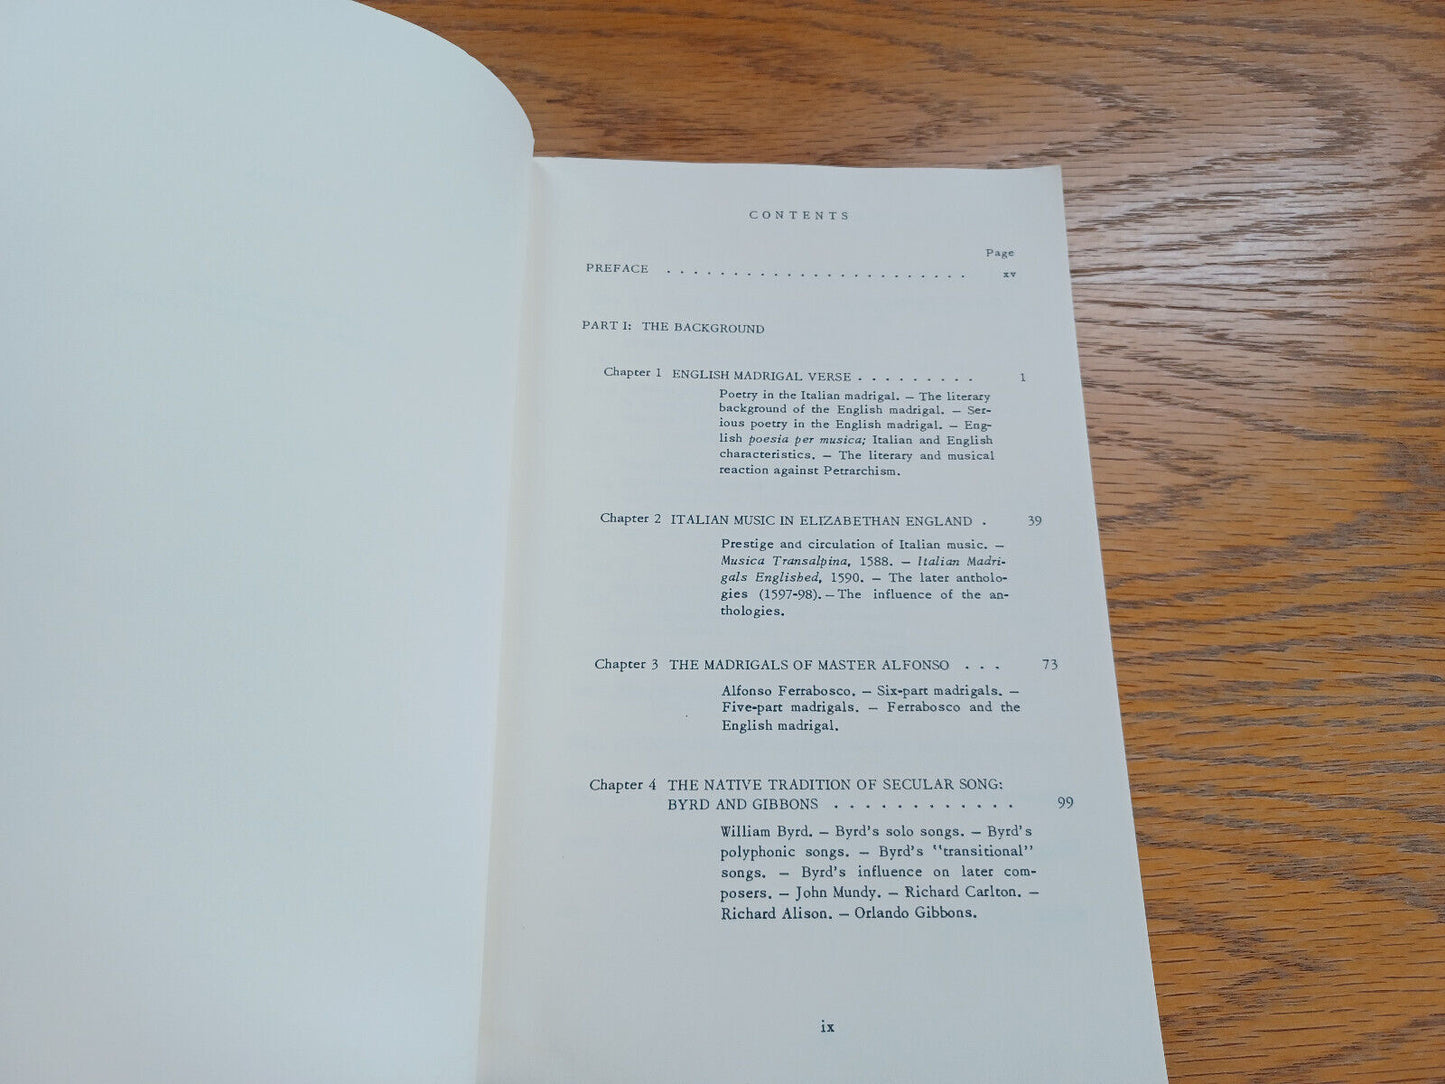 CONTENTS
Page
PREFACE . . . . . . . . . . . . . . . . . . . . . . . xv
PART I: THE BACKGROUND
Chapter 1 ENGLISH MADRIGAL VERSE . . . . . . . . . 1
Poetry in the Italian madrigal. — The literary
background of the English madrigal. — Ser-
ious poetry in the English madrigal. — Eng-
lish poesia per musica; Italian and English
characteristics. — The literary and musical
reaction against Petrarchism.
Chapter 2 ITALIAN MUSIC IN ELIZABETHAN ENGLAND . 39
Prestige and circulation of Italian music. —
Musica Transalpina, 1588. — Italian Madri-
gals Englished, 1590. — The later antholo-
gies (1597-98). — The influence of the an-
thologies.
Chapter 3 THE MADRIGALS OF MASTER ALFONSO . . . 73
Alfonso Ferrabosco. — Six-part madrigals. —
Five-part madrigals. — Ferrabosco and the
English madrigal.
Chapter 4 THE NATIVE TRADITION OF SECULAR SONG:
BYRD AND GIBBONS . . . . . . . . . . . . 99
William Byrd. — Byrd's solo songs. — Byrd's
polyphonic songs. — Byrd's "transitional"
songs. — Byrd's influence on later com-
posers. — John Mundy. — Richard Carlton. —
Richard Alison. — Orlando Gibbons.
ix